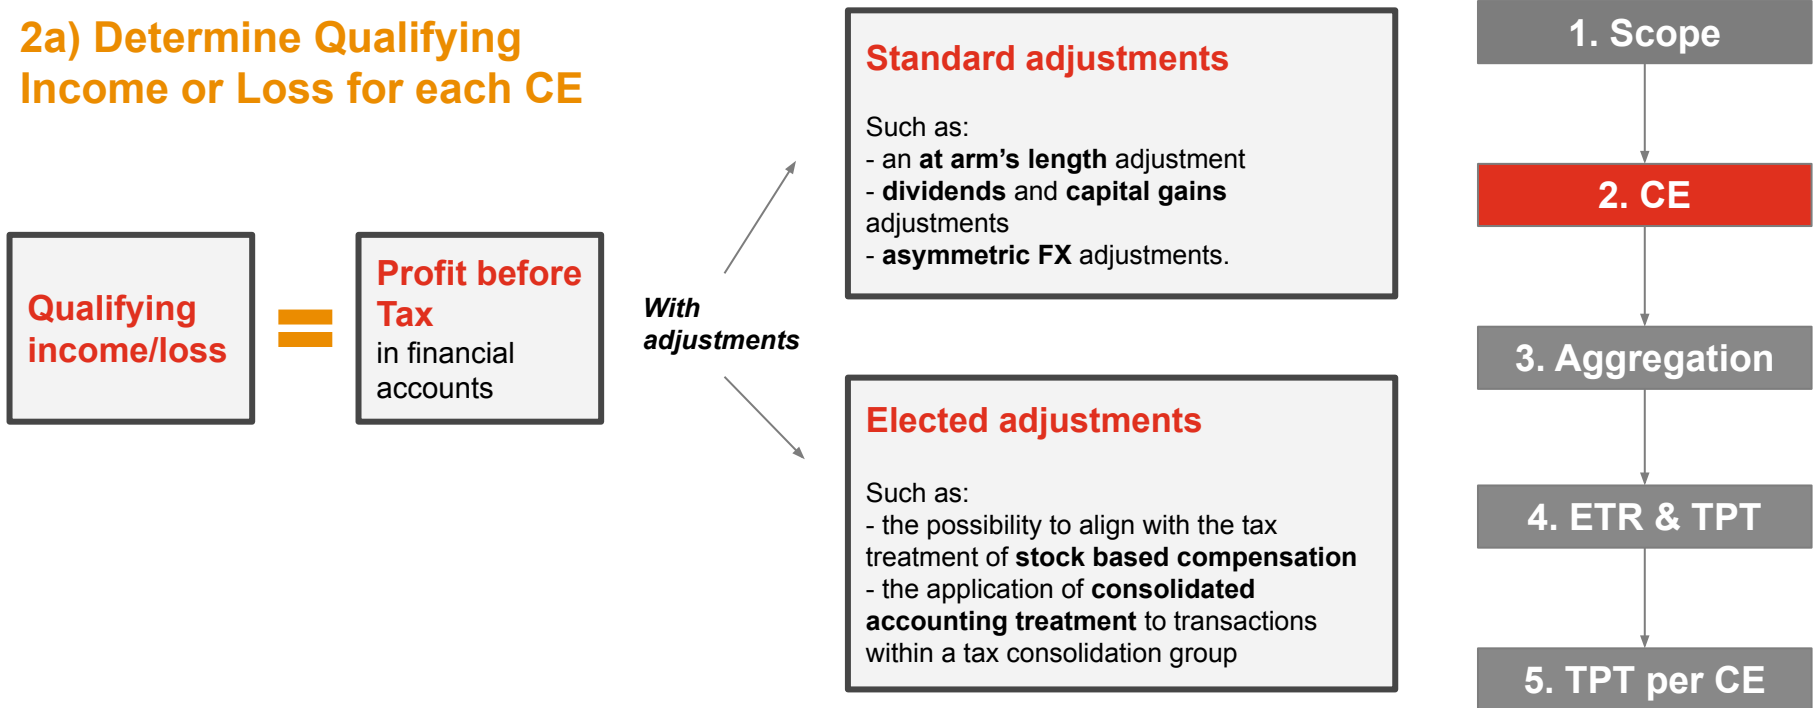 2a) Determine Qualifying
Income or Loss for each CE
Qualifying
income/loss
=
Profit before
Tax
in financial
accounts
With
adjustments
Standard adjustments
Such as:
- an at arm’s length adjustment
- dividends and capital gains
adjustments
- asymmetric FX adjustments.
Elected adjustments
Such as:
- the possibility to align with the tax
treatment of stock based compensation
- the application of consolidated
accounting treatment to transactions
within a tax consolidation group
1. Scope
2. CE
3. Aggregation
4. ETR & TPT
5. TPT per CE